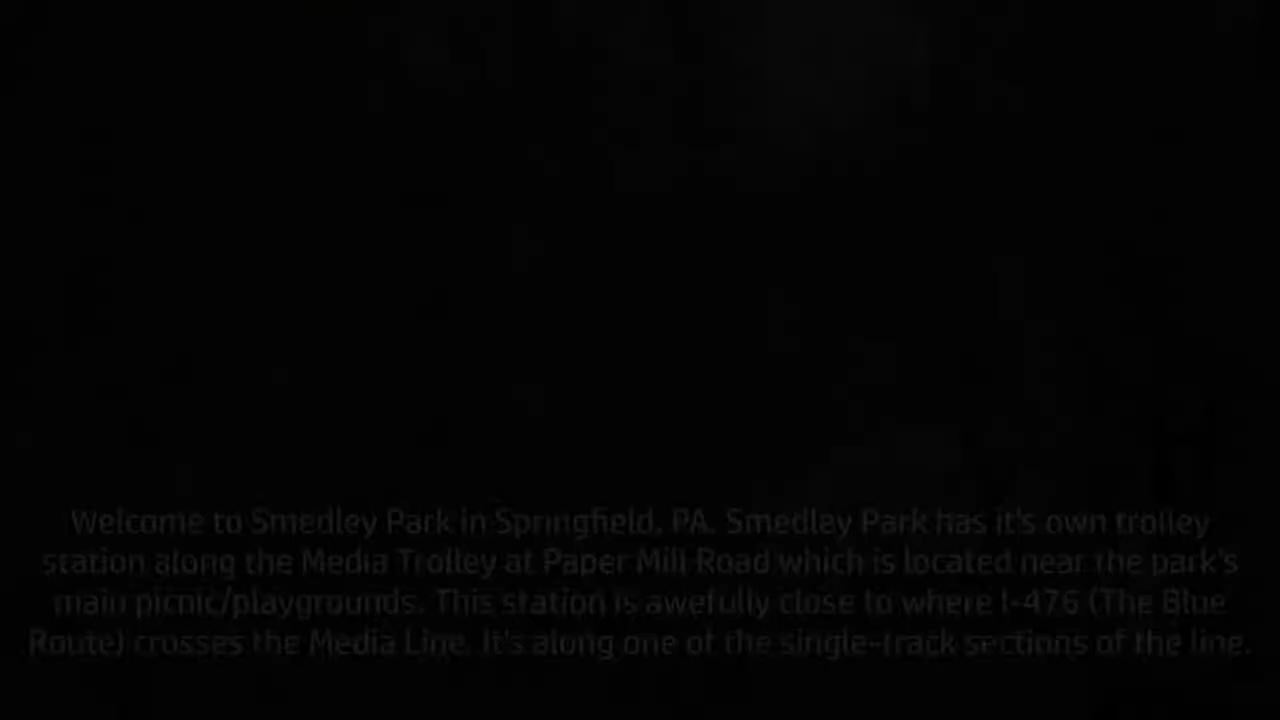 Welcome to Smedley Park in Springfield, PA. Smedley Park has it's own trolley
station along the Media Trolley at Paper Mill Road which is located near the park's
main picnic/playgrounds. This station is awefully close to where I-476 (The Blue
Route) crosses the Media Line. It's along one of the single-track sections of the line.